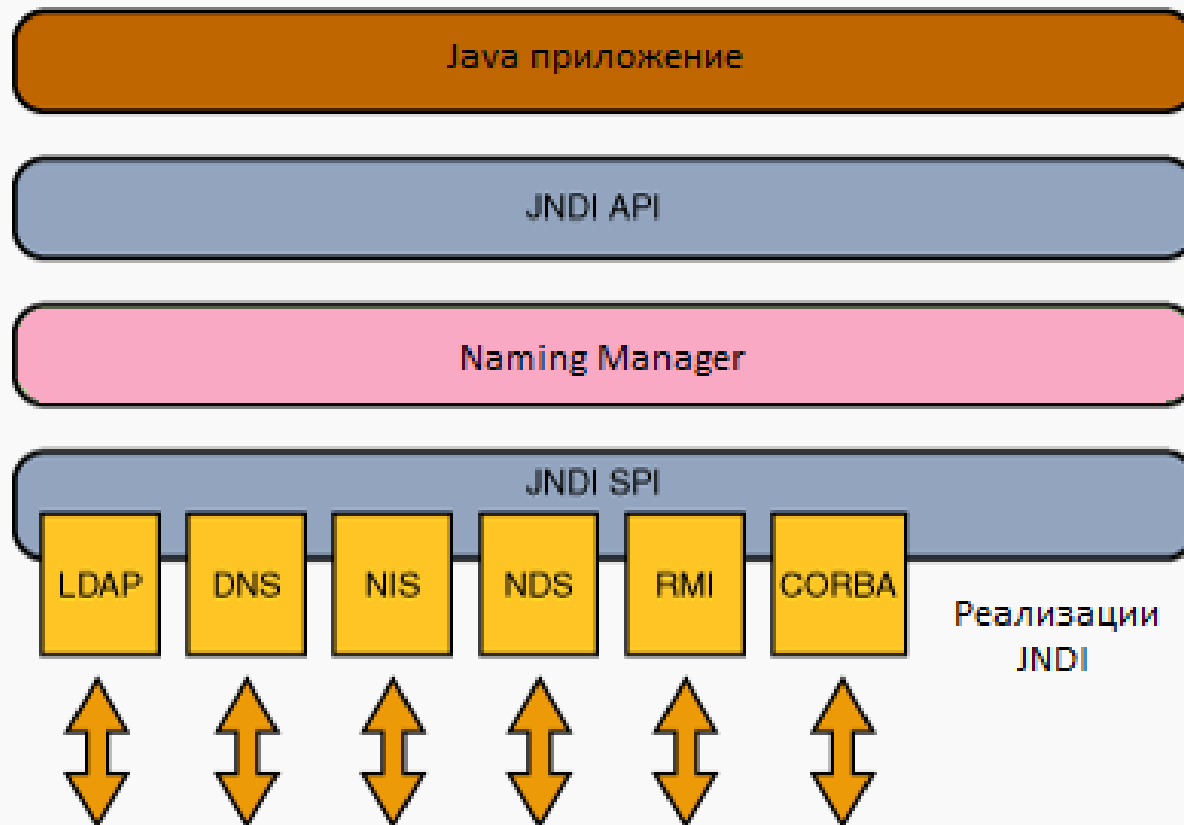 Java приложение
JNDI API
Naming Manager
JNDI SPI
LDAP
DNS
NIS
NDS
RMI
CORBA
Реализации
JNDI